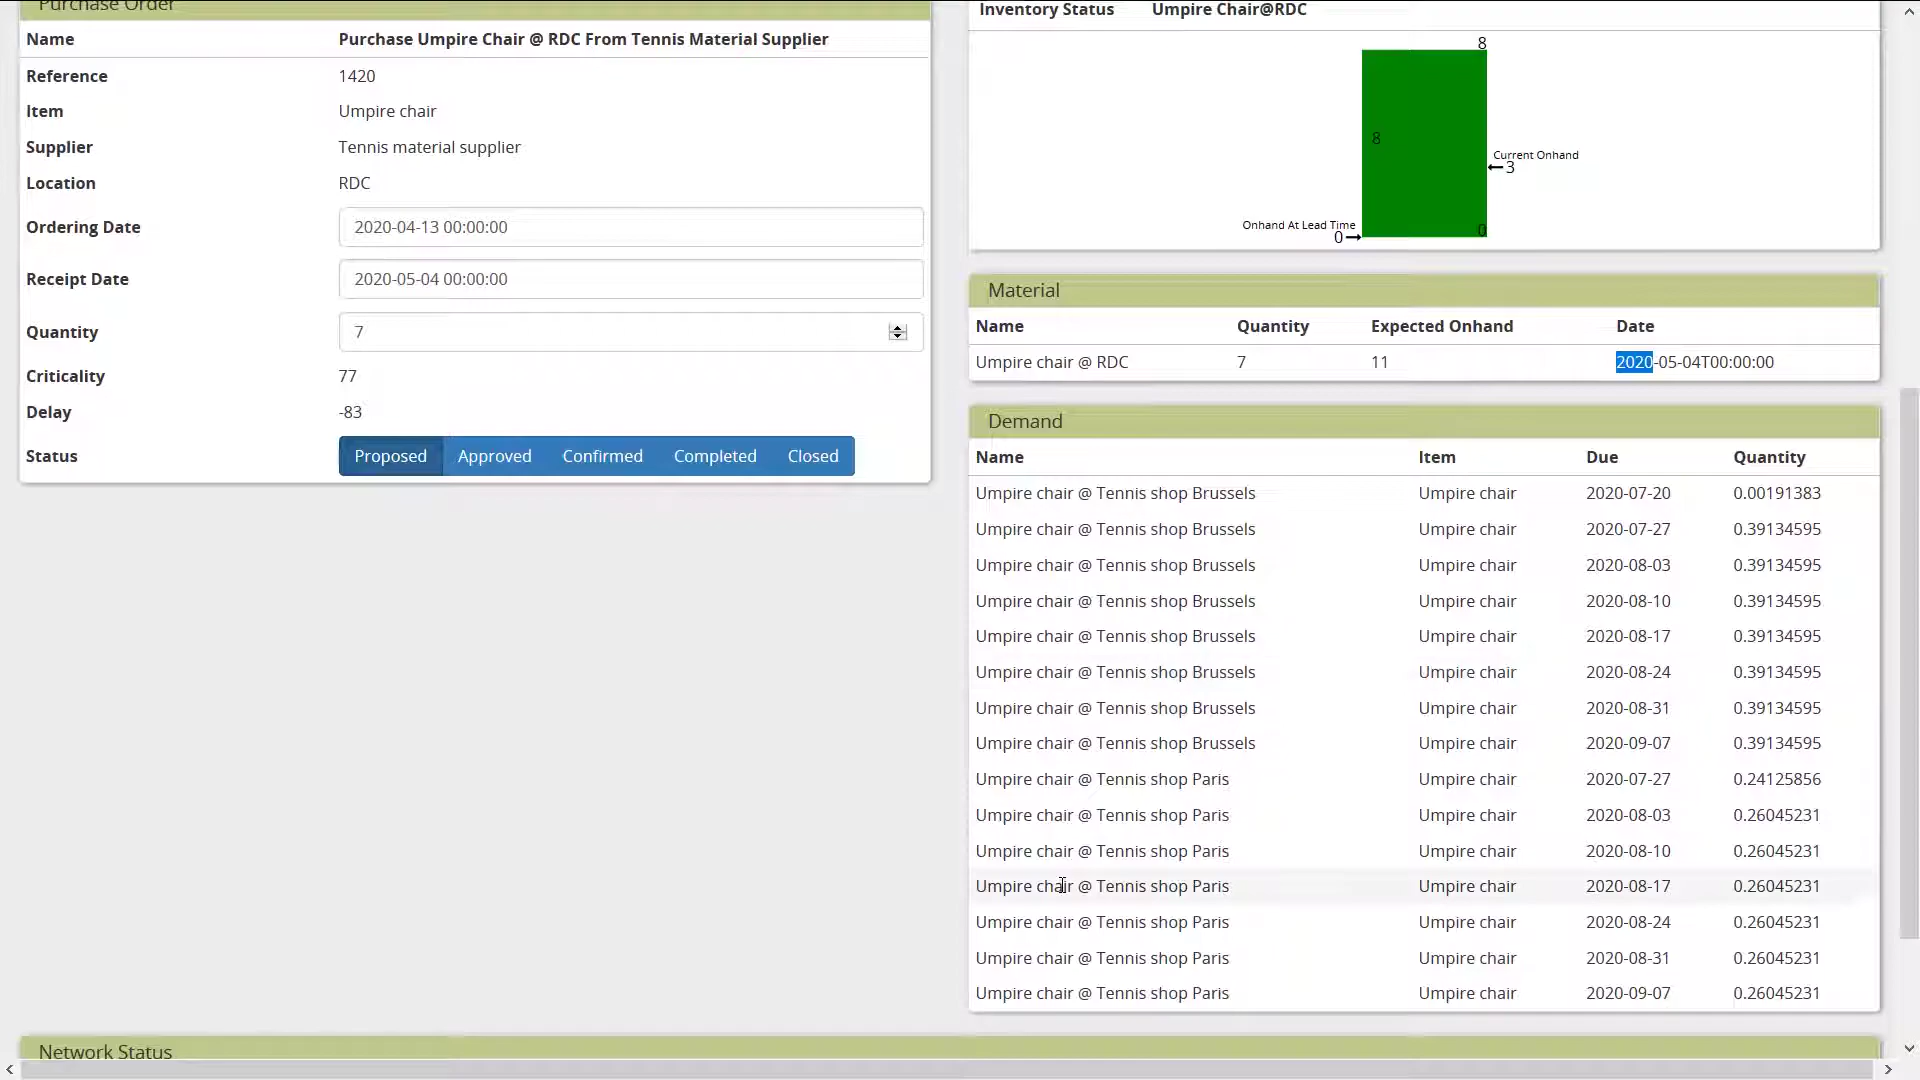 Purchase Order
Name Purchase Umpire Chair @ RDC From Tennis Material Supplier
Reference 1420
Item Umpire chair
Supplier Tennis material supplier
Location RDC
Ordering Date 2020-04-13 00:00:00
Receipt Date 2020-05-04 00:00:00
Quantity 7
Criticality 77
Delay -83
Status Proposed Approved Confirmed Completed Closed
Inventory Status Umpire Chair@RDC
8
8
Current Onhand
3
Onhand At Lead Time
0
0
Material
Name Quantity Expected Onhand Date
Umpire chair @ RDC 7 11 2020-05-04T00:00:00
Demand
Name Item Due Quantity
Umpire chair @ Tennis shop Brussels Umpire chair 2020-07-20 0.00191383
Umpire chair @ Tennis shop Brussels Umpire chair 2020-07-27 0.39134595
Umpire chair @ Tennis shop Brussels Umpire chair 2020-08-03 0.39134595
Umpire chair @ Tennis shop Brussels Umpire chair 2020-08-10 0.39134595
Umpire chair @ Tennis shop Brussels Umpire chair 2020-08-17 0.39134595
Umpire chair @ Tennis shop Brussels Umpire chair 2020-08-24 0.39134595
Umpire chair @ Tennis shop Brussels Umpire chair 2020-08-31 0.39134595
Umpire chair @ Tennis shop Brussels Umpire chair 2020-09-07 0.39134595
Umpire chair @ Tennis shop Paris Umpire chair 2020-07-27 0.24125856
Umpire chair @ Tennis shop Paris Umpire chair 2020-08-03 0.26045231
Umpire chair @ Tennis shop Paris Umpire chair 2020-08-10 0.26045231
Umpire chair @ Tennis shop Paris Umpire chair 2020-08-17 0.26045231
Umpire chair @ Tennis shop Paris Umpire chair 2020-08-24 0.26045231
Umpire chair @ Tennis shop Paris Umpire chair 2020-08-31 0.26045231
Umpire chair @ Tennis shop Paris Umpire chair 2020-09-07 0.26045231
Network Status